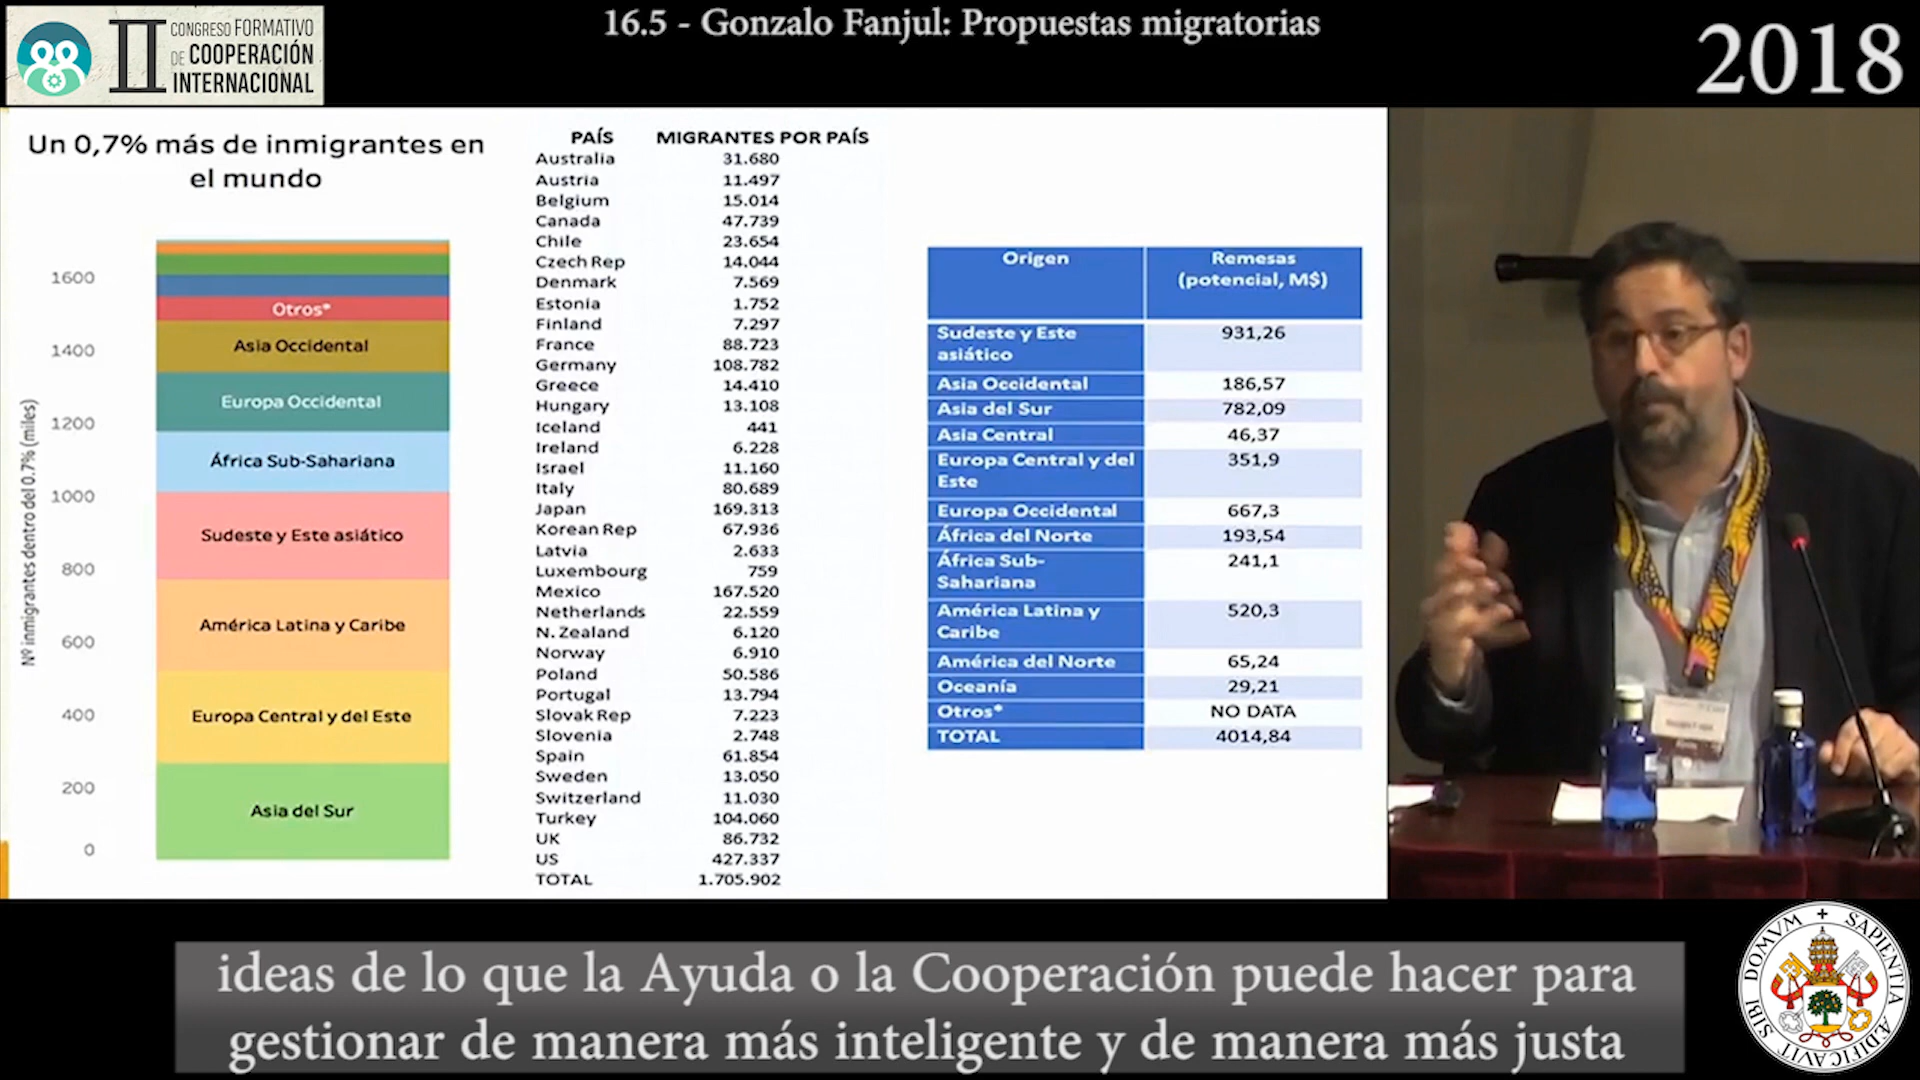 II
CONGRESO FORMATIVO
DE COOPERACIÓN
INTERNACIONAL
16.5 - Gonzalo Fanjul: Propuestas migratorias
2018
Un 0,7% más de inmigrantes en
el mundo
Nº inmigrantes dentro del 0.7% (miles)
1600
1400
1200
1000
800
600
400
200
0
Otros*
Asia Occidental
Europa Occidental
África Sub-Sahariana
Sudeste y Este asiático
América Latina y Caribe
Europa Central y del Este
Asia del Sur
PAÍS MIGRANTES POR PAÍS
Australia 31.680
Austria 11.497
Belgium 15.014
Canada 47.739
Chile 23.654
Czech Rep 14.044
Denmark 7.569
Estonia 1.752
Finland 7.297
France 88.723
Germany 108.782
Greece 14.410
Hungary 13.108
Iceland 441
Ireland 6.228
Israel 11.160
Italy 80.689
Japan 169.313
Korean Rep 67.936
Latvia 2.633
Luxembourg 759
Mexico 167.520
Netherlands 22.559
N. Zealand 6.120
Norway 6.910
Poland 50.586
Portugal 13.794
Slovak Rep 7.223
Slovenia 2.748
Spain 61.854
Sweden 13.050
Switzerland 11.030
Turkey 104.060
UK 86.732
US 427.337
TOTAL 1.705.902
Origen Remesas
(potencial, M$)
Sudeste y Este
asiático 931,26
Asia Occidental 186,57
Asia del Sur 782,09
Asia Central 46,37
Europa Central y del
Este 351,9
Europa Occidental 667,3
África del Norte 193,54
África Sub-
Sahariana 241,1
América Latina y
Caribe 520,3
América del Norte 65,24
Oceanía 29,21
Otros* NO DATA
TOTAL 4014,84
ideas de lo que la Ayuda o la Cooperación puede hacer para
gestionar de manera más inteligente y de manera más justa
SIBI DOMVM + SAPIENTIA ÆDIFICAVIT